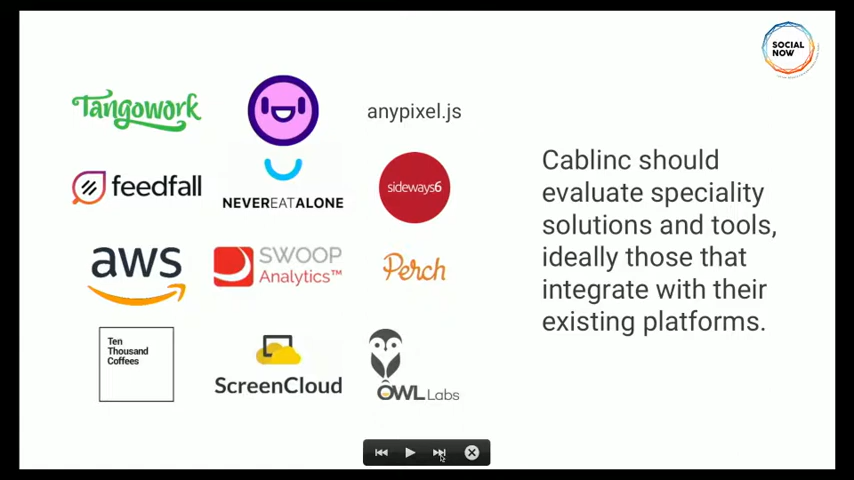 SOCIAL
NOW
Tangowork
anypixel.js
feedfall
NEVEREATALONE
sideways6
aws
SWOOP
Analytics™
Perch
Ten
Thousand
Coffees
ScreenCloud
OWL Labs
Cablinc should
evaluate speciality
solutions and tools,
ideally those that
integrate with their
existing platforms.